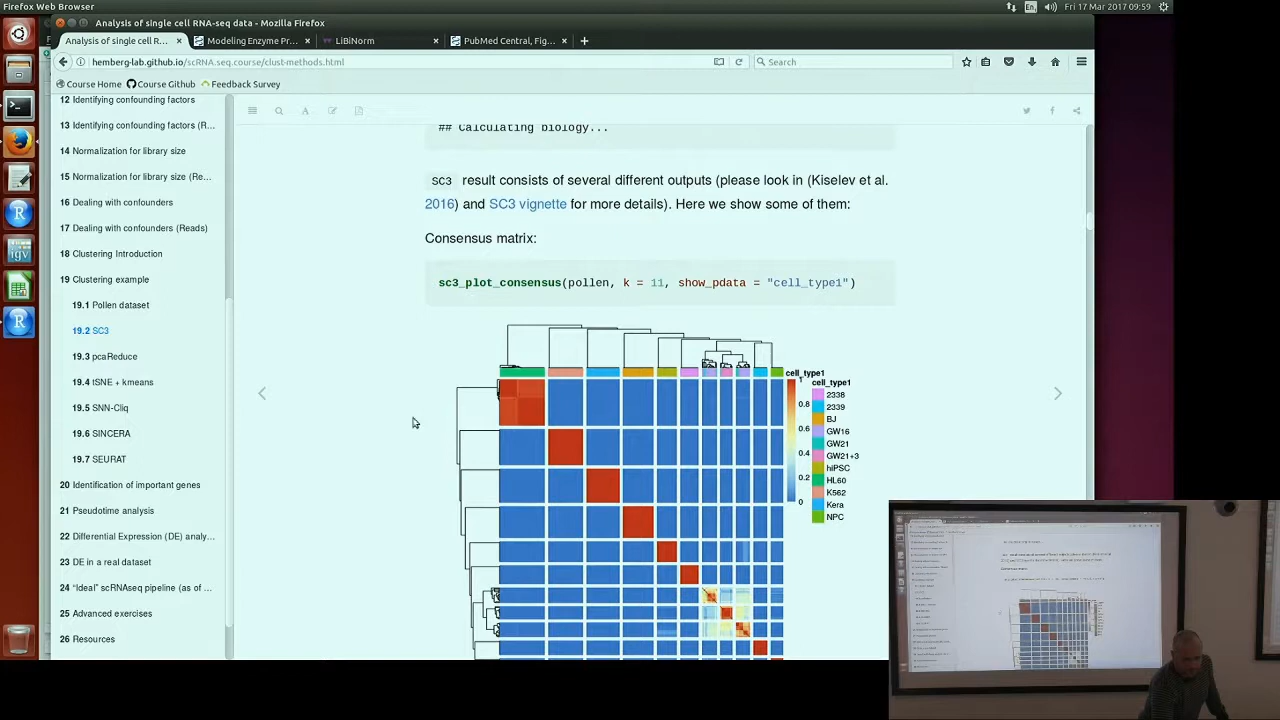 Firefox Web Browser
En
Fri 17 Mar 2017 09:59
Analysis of single cell RNA-seq data - Mozilla Firefox
Analysis of single cell R...
Modeling Enzyme Pr...
LiBiNorm
PubMed Central, Fig...
hemberg-lab.github.io/scRNA.seq.course/clust-methods.html
Search
Course Home
Course Github
Feedback Survey
12 Identifying confounding factors
13 Identifying confounding factors (R...
14 Normalization for library size
15 Normalization for library size (Re...
16 Dealing with confounders
17 Dealing with confounders (Reads)
18 Clustering Introduction
19 Clustering example
19.1 Pollen dataset
19.2 SC3
19.3 pcaReduce
19.4 tSNE + kmeans
19.5 SNN-Cliq
19.6 SINCERA
19.7 SEURAT
20 Identification of important genes
21 Pseudotime analysis
22 Differential Expression (DE) analy...
23 DE in a real dataset
24 “Ideal” scRNAseq pipeline (as of ...
25 Advanced exercises
26 Resources
## Calculating biology...
SC3 result consists of several different outputs (please look in (Kiselev et al.
2016) and SC3 vignette for more details). Here we show some of them:
Consensus matrix:
sc3_plot_consensus(pollen, k = 11, show_pdata = "cell_type1")
cell_type1
1
0.8
0.6
0.4
0.2
0
cell_type1
2338
2339
BJ
GW16
GW21
GW21+3
hiPSC
HL60
K562
Kera
NPC
igv